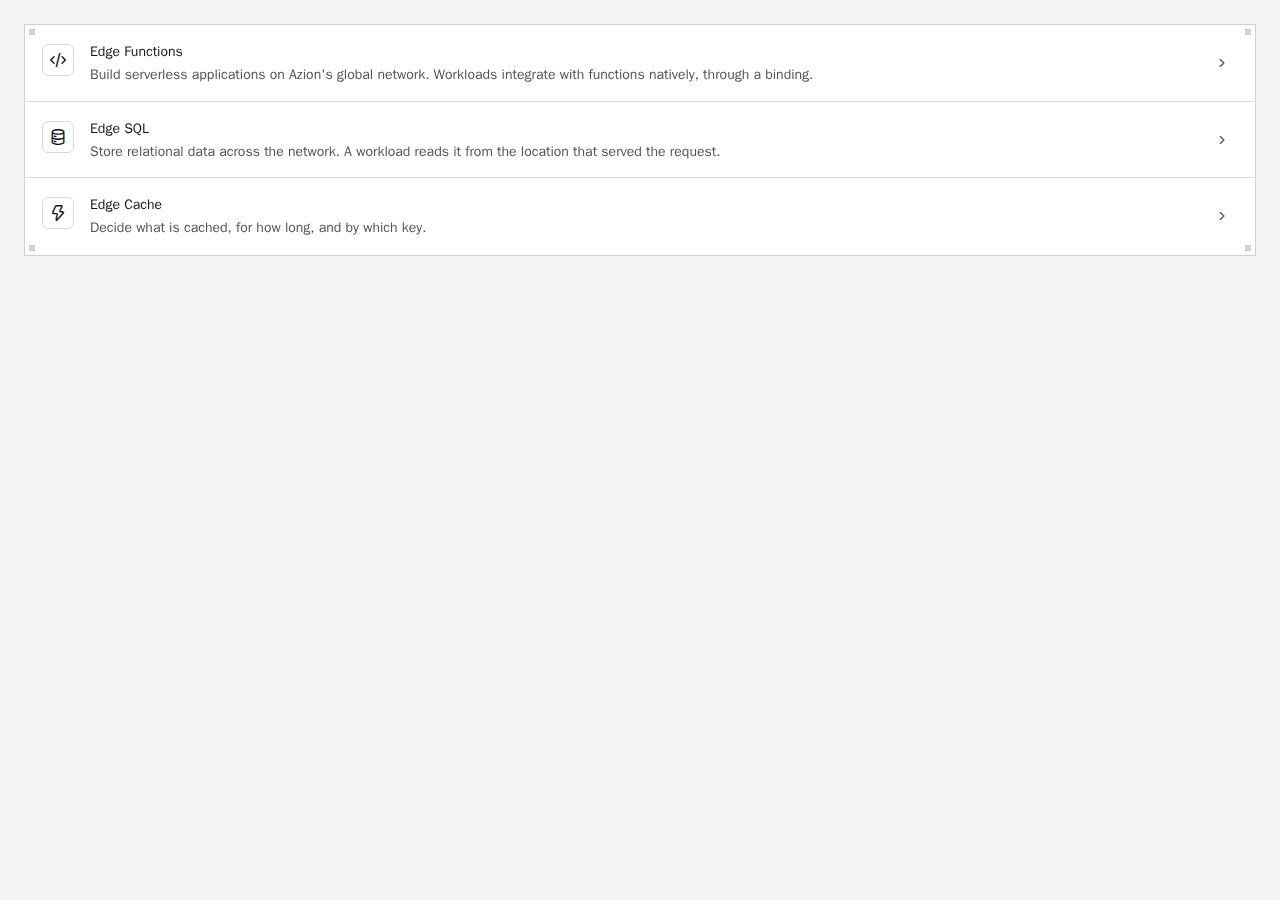 Edge Functions
Build serverless applications on Azion's global network. Workloads integrate with functions natively, through a binding.
Edge SQL
Store relational data across the network. A workload reads it from the location that served the request.
Edge Cache
Decide what is cached, for how long, and by which key.